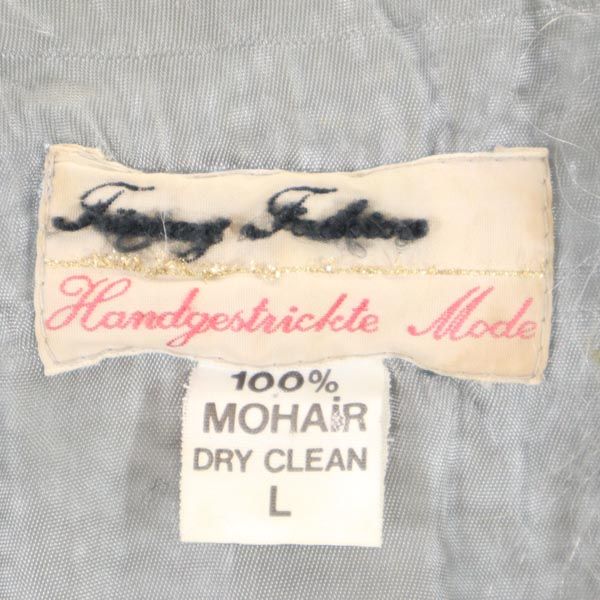 Handgestrickte Mode
100%
MOHAiR
DRY CLEAN
L